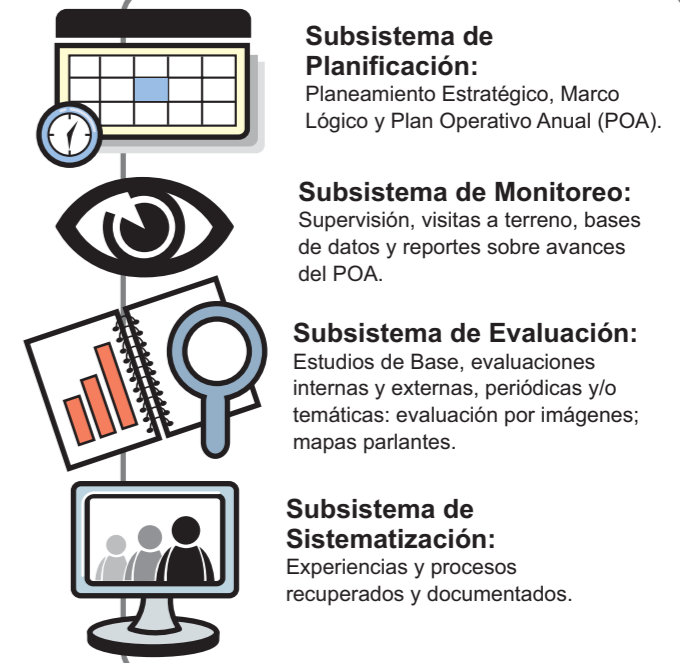 Subsistema de
Planificación:
Planeamiento Estratégico, Marco
Lógico y Plan Operativo Anual (POA).
Subsistema de Monitoreo:
Supervisión, visitas a terreno, bases
de datos y reportes sobre avances
del POA.
Subsistema de Evaluación:
Estudios de Base, evaluaciones
internas y externas, periódicas y/o
temáticas: evaluación por imágenes;
mapas parlantes.
Subsistema de
Sistematización:
Experiencias y procesos
recuperados y documentados.